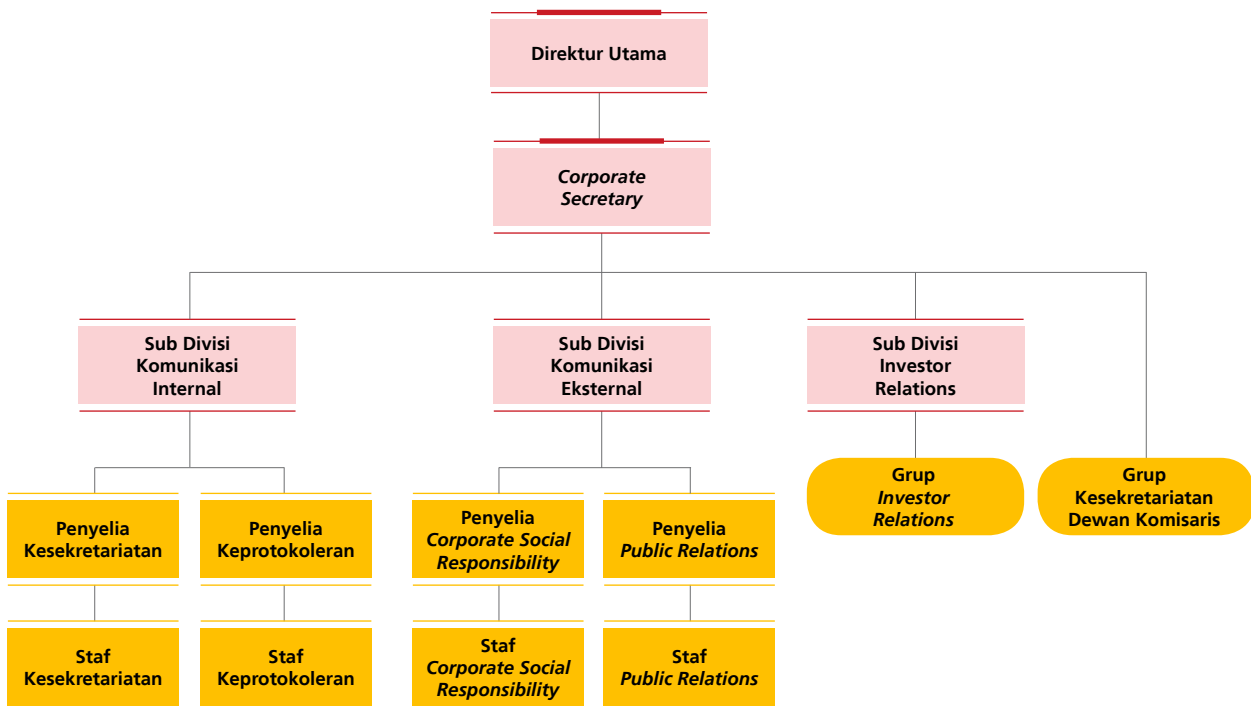 Direktur Utama
Corporate
Secretary
Sub Divisi
Komunikasi
Internal
Sub Divisi
Komunikasi
Eksternal
Sub Divisi
Investor
Relations
Grup
Investor
Relations
Grup
Kesekretariatan
Dewan Komisaris
Penyelia
Kesekretariatan
Penyelia
Keprotokoleran
Penyelia
Corporate Social
Responsibility
Penyelia
Public Relations
Staf
Kesekretariatan
Staf
Keprotokoleran
Staf
Corporate Social
Responsibility
Staf
Public Relations